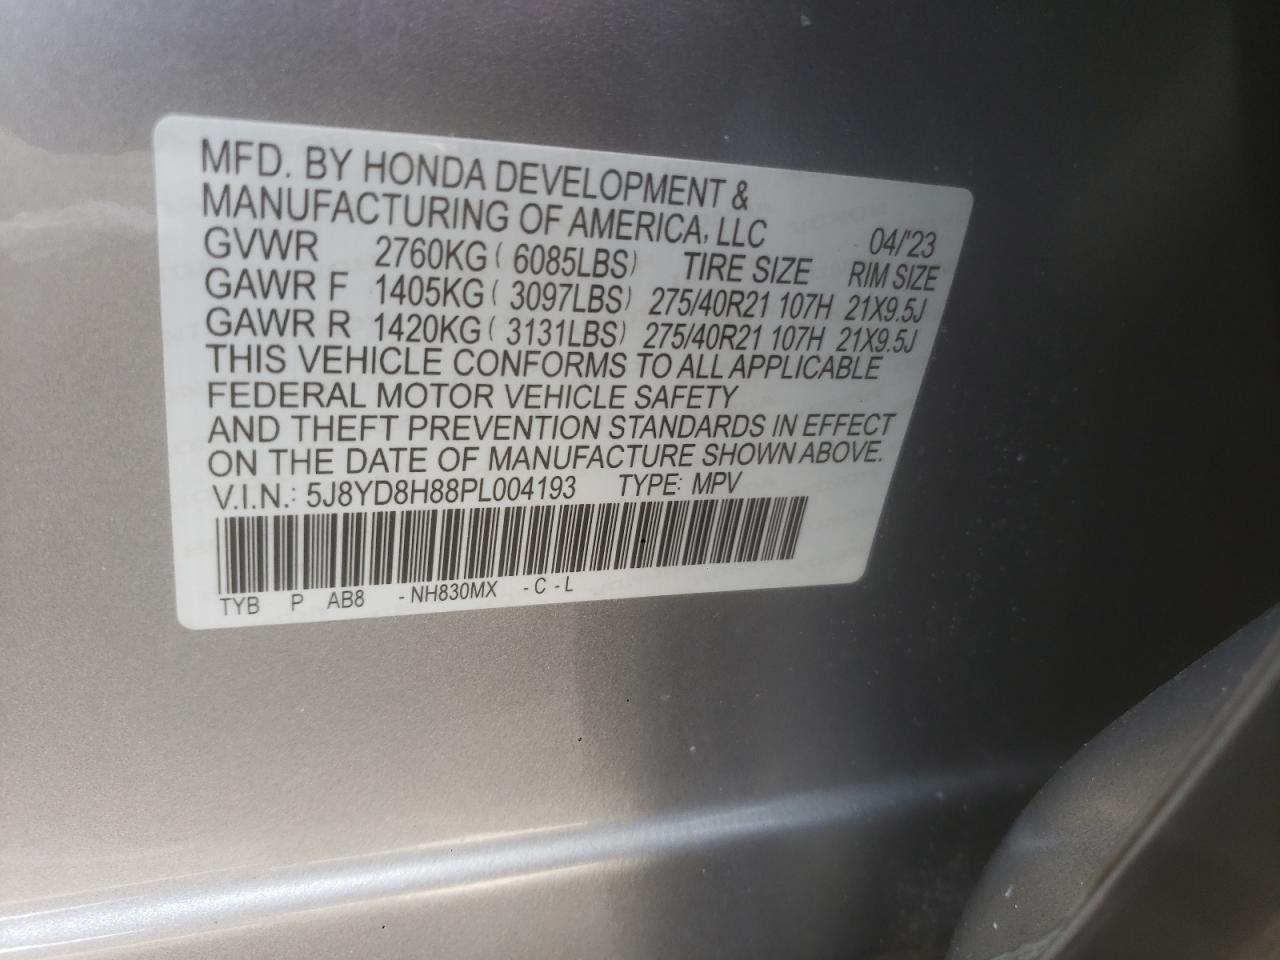 MFD. BY HONDA DEVELOPMENT &
MANUFACTURING OF AMERICA, LLC 04/'23
GVWR 2760KG ( 6085LBS) TIRE SIZE RIM SIZE
GAWR F 1405KG ( 3097LBS) 275/40R21 107H 21X9.5J
GAWR R 1420KG ( 3131LBS) 275/40R21 107H 21X9.5J
THIS VEHICLE CONFORMS TO ALL APPLICABLE
FEDERAL MOTOR VEHICLE SAFETY
AND THEFT PREVENTION STANDARDS IN EFFECT
ON THE DATE OF MANUFACTURE SHOWN ABOVE.
V.I.N.: 5J8YD8H88PL004193 TYPE: MPV
TYB P AB8 - NH830MX - C - L